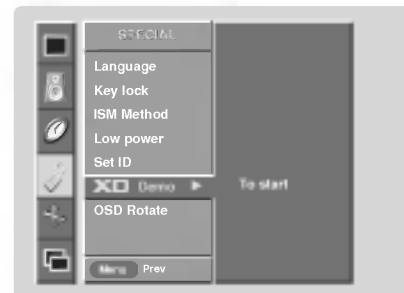 SPECIAL
Language
Key lock
ISM Method
Low power
Set ID
XD Demo ► To start
OSD Rotate
Menu Prev